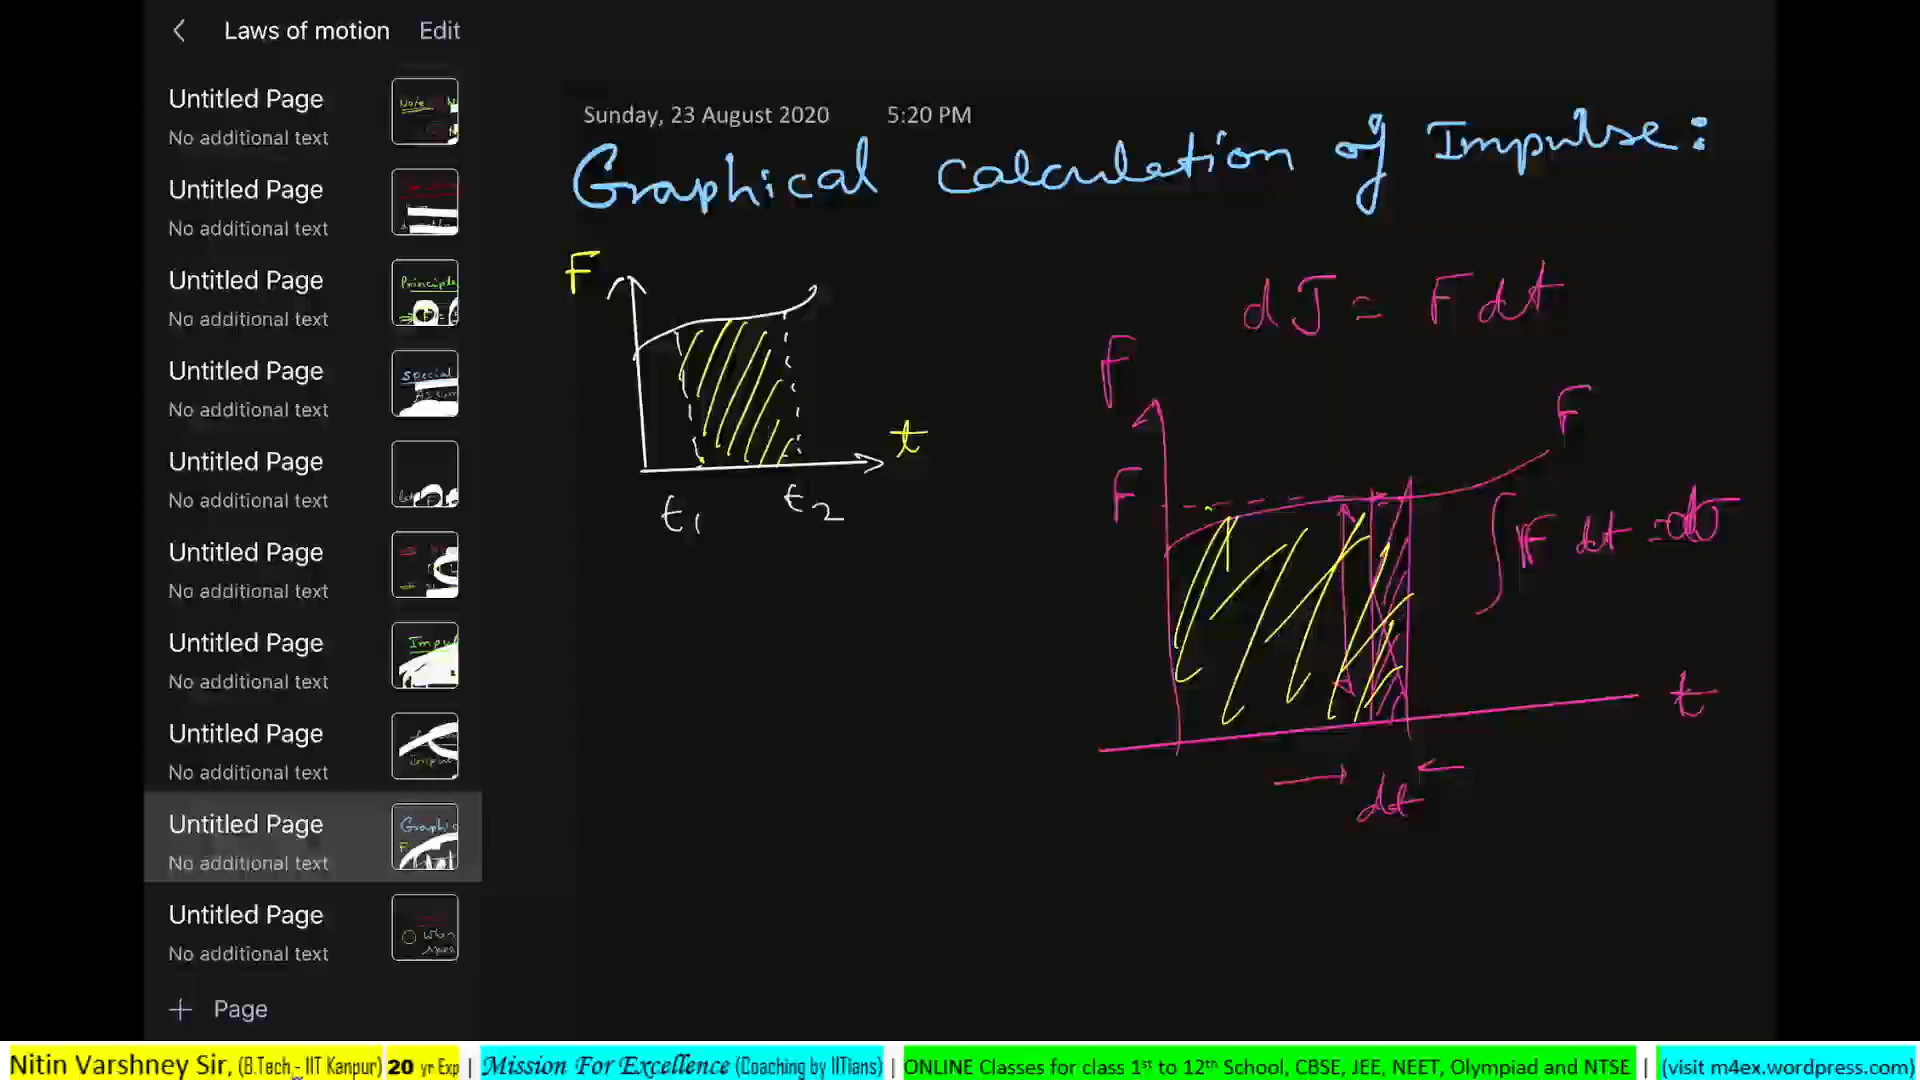 Laws of motion Edit
Untitled Page
No additional text
Untitled Page
No additional text
Untitled Page
No additional text
Untitled Page
No additional text
Untitled Page
No additional text
Untitled Page
No additional text
Untitled Page
No additional text
Untitled Page
No additional text
Untitled Page
No additional text
Untitled Page
No additional text
+ Page
Note
Principle
Special
Impul
Graphic
Sunday, 23 August 2020 5:20 PM
Graphical calculation of Impulse:
F
t
t1 t2
dJ = F dt
F
F
F
∫F dt =
t
dt
Nitin Varshney Sir, (B.Tech,- IIT Kanpur) 20 yr Exp | Mission For Excellence (Coaching by IITians) | ONLINE Classes for class 1st to 12th School, CBSE, JEE, NEET, Olympiad and NTSE | (visit m4ex.wordpress.com)